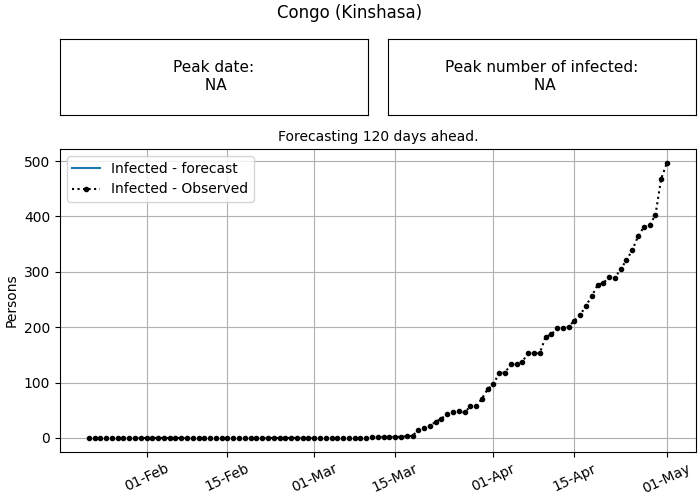 Congo (Kinshasa)
Peak date:
NA
Peak number of infected:
NA
Forecasting 120 days ahead.
Infected - forecast
Infected - Observed
Persons
500
400
300
200
100
0
01-Feb
15-Feb
01-Mar
15-Mar
01-Apr
15-Apr
01-May